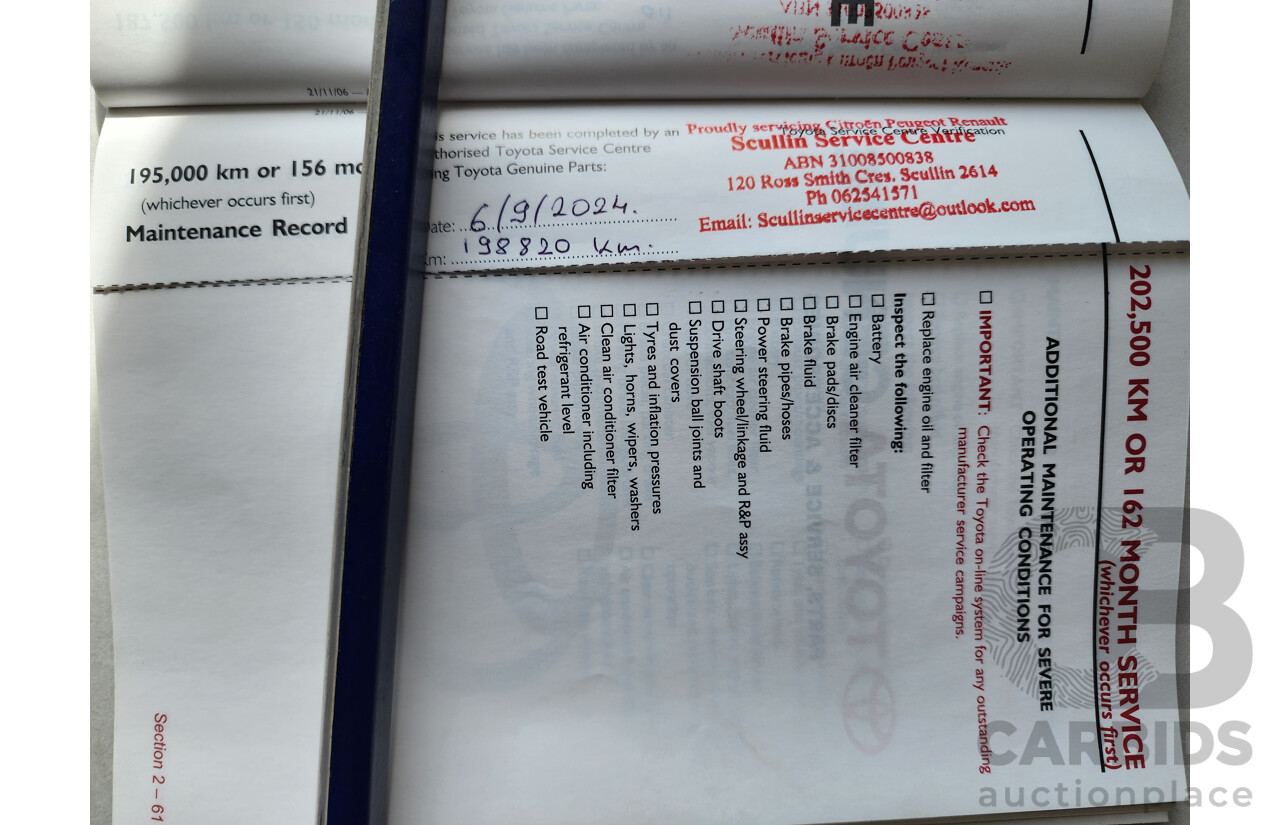 21/11/06 —
195,000 km or 156 mo
(whichever occurs first)
Maintenance Record
is service has been completed by an
thorised Toyota Service Centre
ng Toyota Genuine Parts:
ate: 6/9/2024.
m: 198820 km.
Toyota Service Centre Verification
Proudly servicing Citroën Peugeot Renault
Scullin Service Centre
ABN 31008500838
120 Ross Smith Cres. Scullin 2614
Ph 062541571
Email: Scullinservicecentre@outlook.com
202,500 KM OR 162 MONTH SERVICE
(whichever occurs first)
ADDITIONAL MAINTENANCE FOR SEVERE
OPERATING CONDITIONS
☐ IMPORTANT: Check the Toyota on-line system for any outstanding
manufacturer service campaigns.
☐ Replace engine oil and filter
Inspect the following:
☐ Battery
☐ Engine air cleaner filter
☐ Brake pads/discs
☐ Brake fluid
☐ Brake pipes/hoses
☐ Power steering fluid
☐ Steering wheel/linkage and R&P assy
☐ Drive shaft boots
☐ Suspension ball joints and
dust covers
☐ Tyres and inflation pressures
☐ Lights, horns, wipers, washers
☐ Clean air conditioner filter
☐ Air conditioner including
refrigerant level
☐ Road test vehicle
Section 2 – 61
CARBIDS
auctionplace